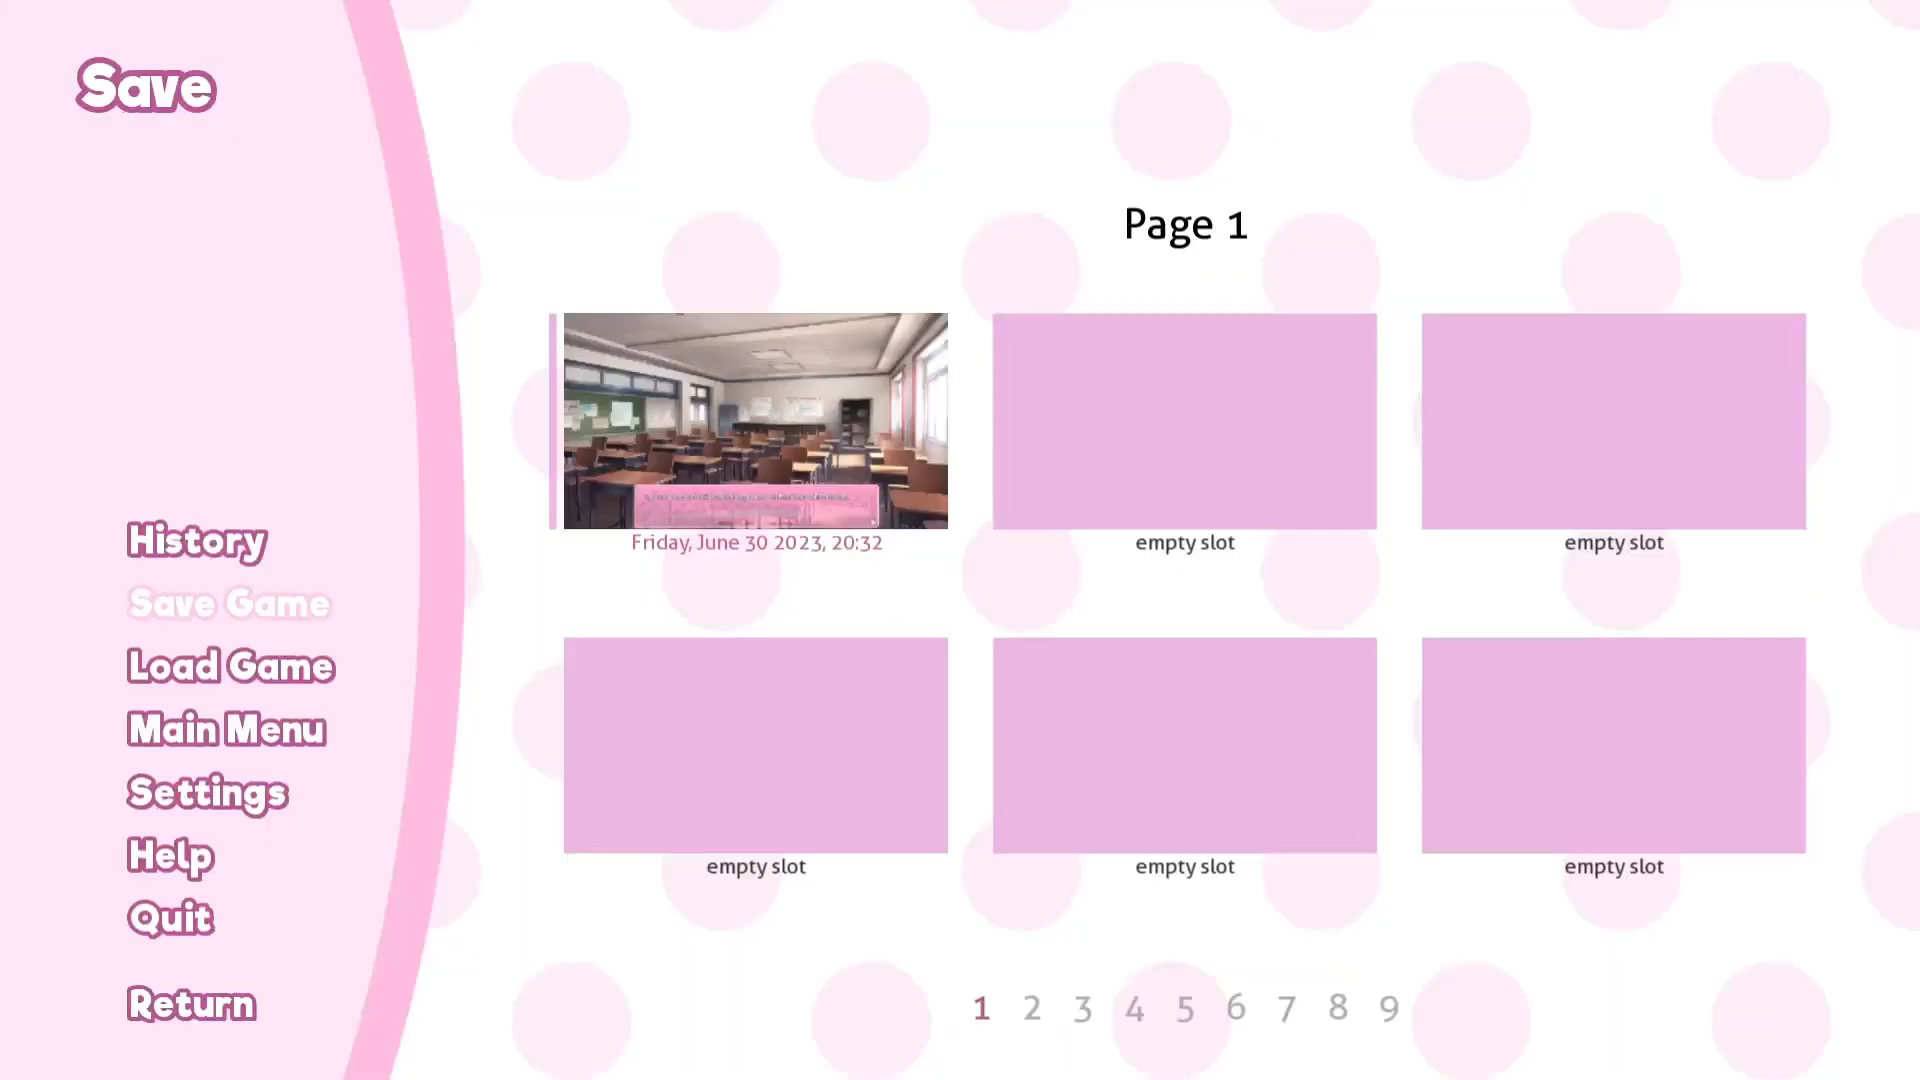 Save
Page 1
Friday, June 30 2023, 20:32
empty slot
empty slot
empty slot
empty slot
empty slot
History
Save Game
Load Game
Main Menu
Settings
Help
Quit
Return
1 2 3 4 5 6 7 8 9